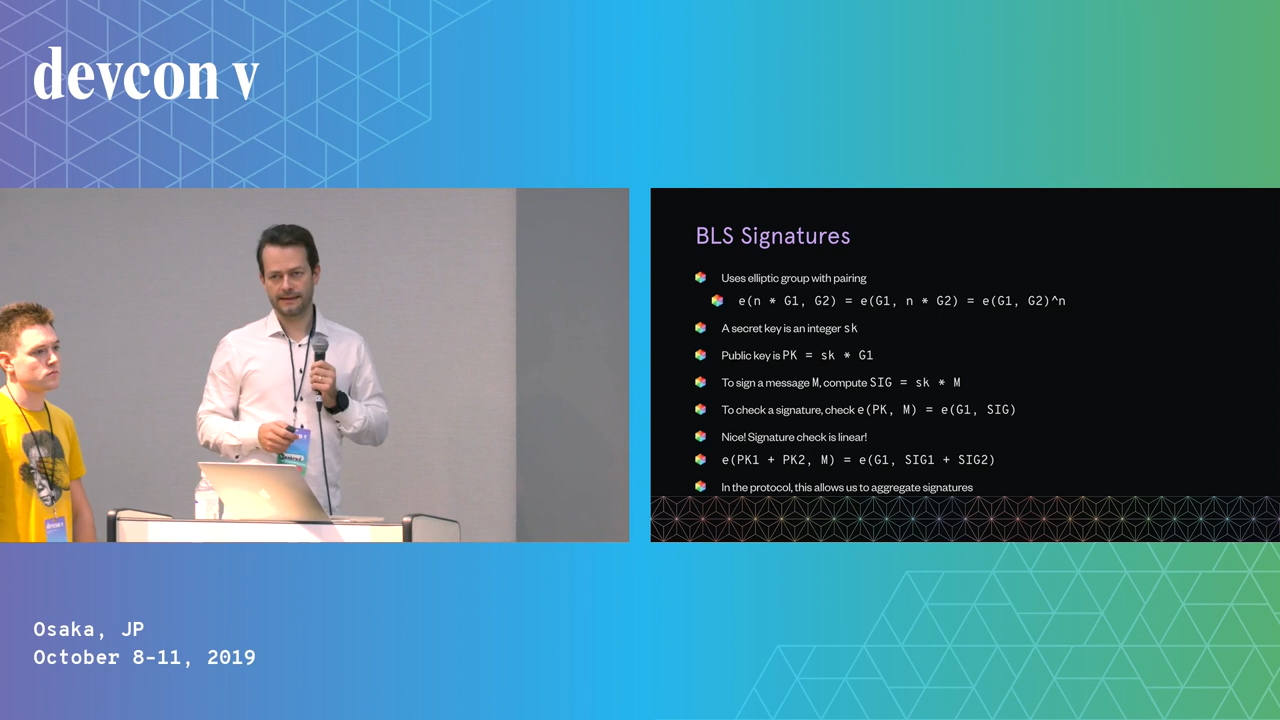 devcon v
BLS Signatures
Uses elliptic group with pairing
e(n * G1, G2) = e(G1, n * G2) = e(G1, G2)^n
A secret key is an integer sk
Public key is PK = sk * G1
To sign a message M, compute SIG = sk * M
To check a signature, check e(PK, M) = e(G1, SIG)
Nice! Signature check is linear!
e(PK1 + PK2, M) = e(G1, SIG1 + SIG2)
In the protocol, this allows us to aggregate signatures
Osaka, JP
October 8-11, 2019